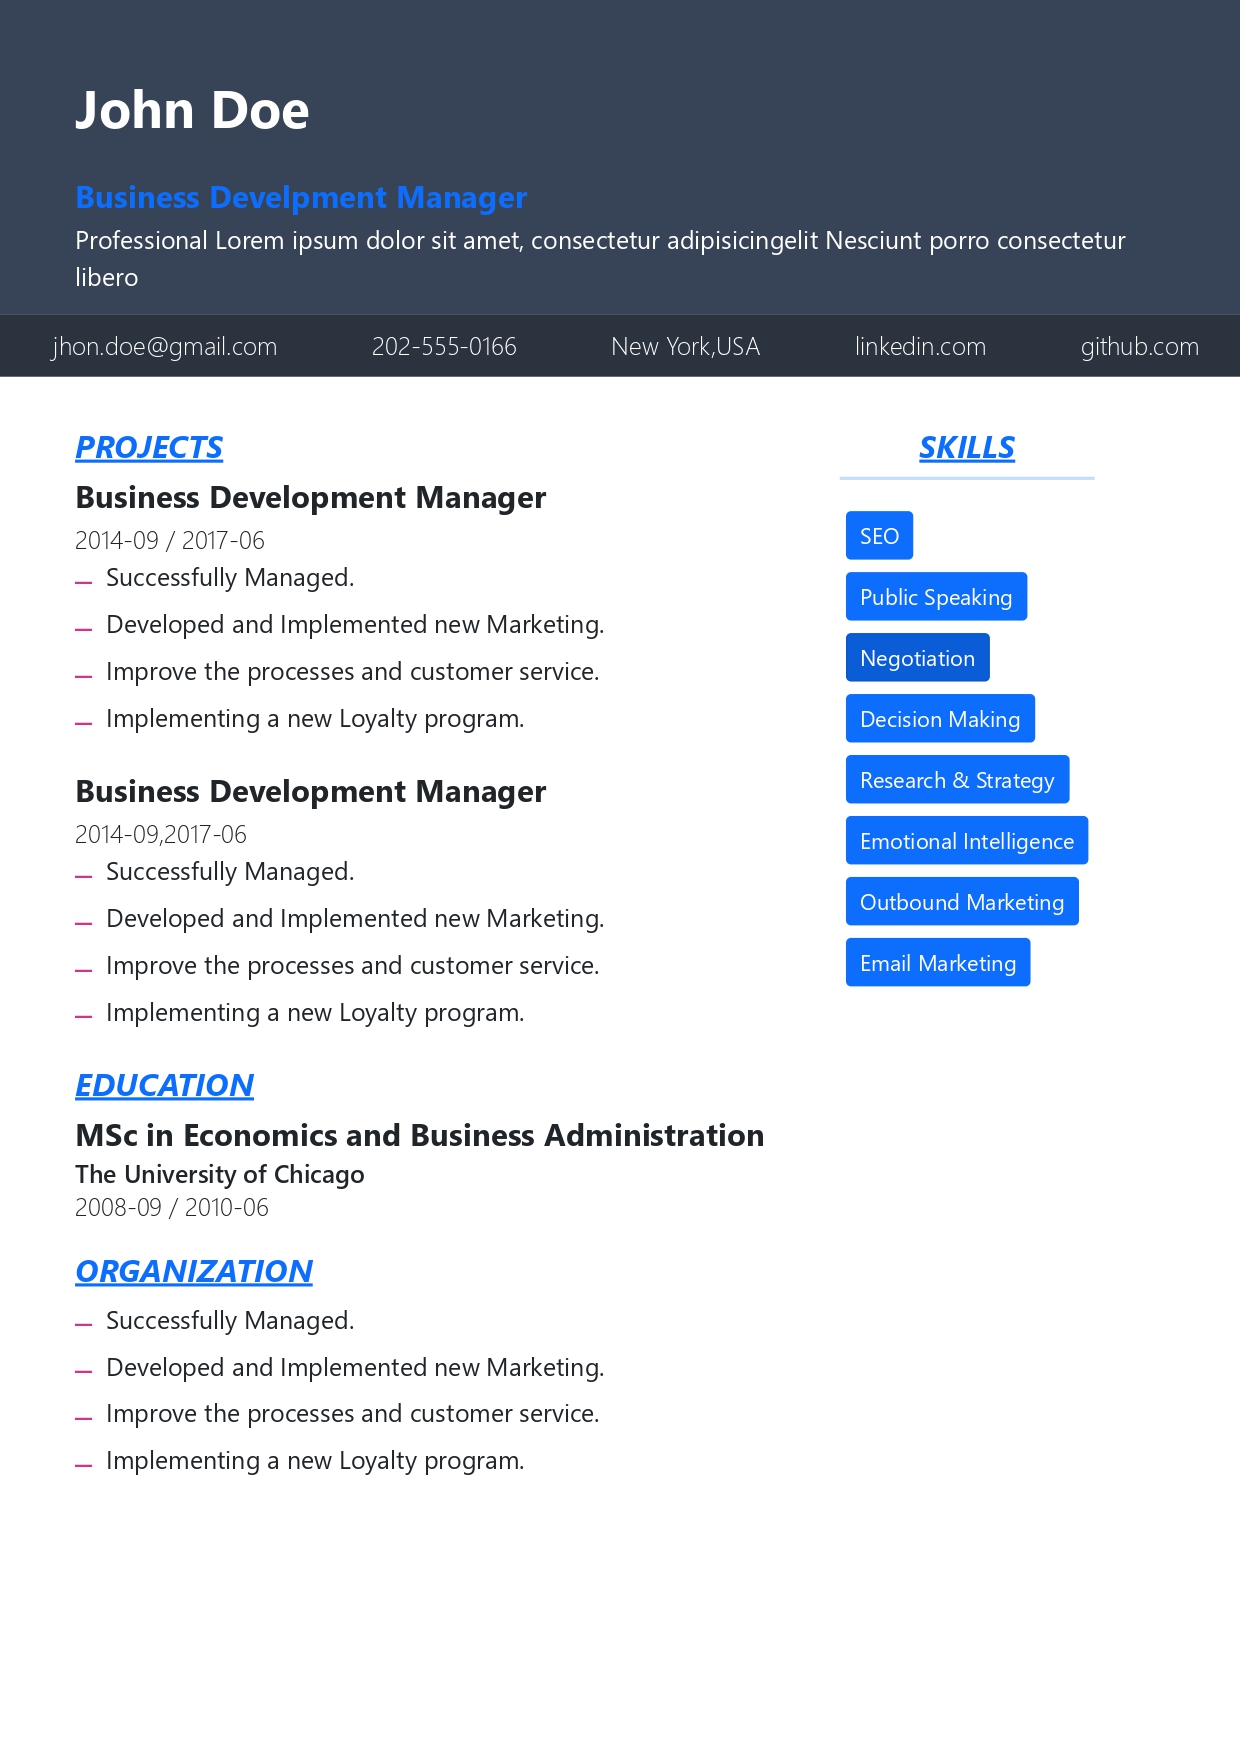 John Doe
Business Develpment Manager
Professional Lorem ipsum dolor sit amet, consectetur adipisicingelit Nesciunt porro consectetur
libero
jhon.doe@gmail.com 202-555-0166 New York,USA linkedin.com github.com
PROJECTS
Business Development Manager
2014-09 / 2017-06
Successfully Managed.
Developed and Implemented new Marketing.
Improve the processes and customer service.
Implementing a new Loyalty program.
Business Development Manager
2014-09,2017-06
Successfully Managed.
Developed and Implemented new Marketing.
Improve the processes and customer service.
Implementing a new Loyalty program.
EDUCATION
MSc in Economics and Business Administration
The University of Chicago
2008-09 / 2010-06
ORGANIZATION
Successfully Managed.
Developed and Implemented new Marketing.
Improve the processes and customer service.
Implementing a new Loyalty program.
SKILLS
SEO
Public Speaking
Negotiation
Decision Making
Research & Strategy
Emotional Intelligence
Outbound Marketing
Email Marketing